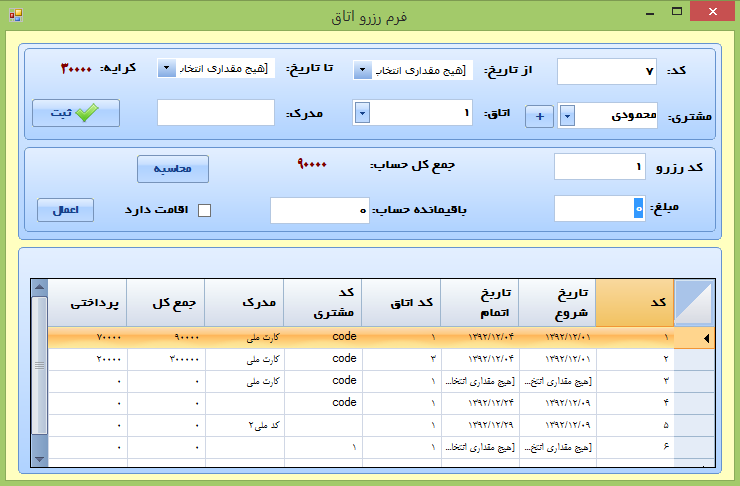 فرم رزرو اتاق
کد: ۷ از تاریخ: [هیچ مقداری انتخاب تا تاریخ: [هیچ مقداری انتخاب کرایه: ۳۰۰۰۰
مشتری: محمودی + اتاق: ۱ مدرک: ثبت
کد رزرو ۱ جمع کل حساب: ۹۰۰۰۰ محاسبه
مبلغ: ۰ باقیمانده حساب: ۰ اقامت دارد اعمال
کد تاریخ شروع تاریخ اتمام کد اتاق کد مشتری مدرک جمع کل پرداختی
۱ ۱۳۹۲/۱۲/۰۱ ۱۳۹۲/۱۲/۰۴ ۱ code کارت ملی ۹۰۰۰۰ ۷۰۰۰۰
۲ ۱۳۹۲/۱۲/۰۱ ۱۳۹۲/۱۲/۰۴ ۳ code کارت ملی ۳۰۰۰۰۰ ۲۰۰۰۰
۳ [هیچ مقداری انتخ... [هیچ مقداری انتخا... ۱ code کارت ملی ۰ ۰
۴ ۱۳۹۲/۱۲/۰۹ ۱۳۹۲/۱۲/۲۴ ۱ code ۰ ۰
۵ ۱۳۹۲/۱۲/۰۹ ۱۳۹۲/۱۲/۲۹ ۱ کد ملی۲ ۰ ۰
۶ [هیچ مقداری انتخ... [هیچ مقداری انتخا... ۱ ۱ ۰ ۰